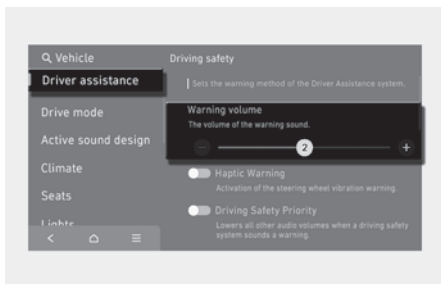 Vehicle
Driver assistance
Drive mode
Active sound design
Climate
Seats
Lights
Driving safety
Sets the warning method of the Driver Assistance system.
Warning volume
The volume of the warning sound.
2
Haptic Warning
Activation of the steering wheel vibration warning.
Driving Safety Priority
Lowers all other audio volumes when a driving safety
system sounds a warning.